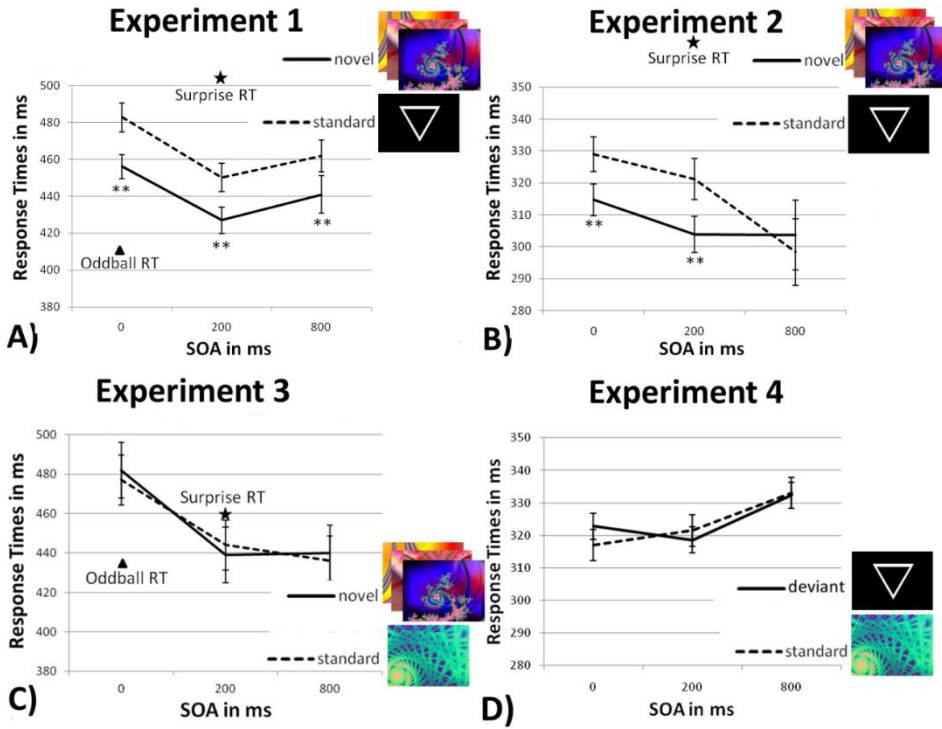 Experiment 1
novel
Surprise RT
standard
Response Times in ms
500
480
460
440
420
400
380
**
**
**
Oddball RT
0
200
800
SOA in ms
A)
Experiment 2
Surprise RT
novel
standard
Response Times in ms
350
340
330
320
310
300
290
280
**
**
0
200
800
SOA in ms
B)
Experiment 3
Response Times in ms
500
480
460
440
420
400
380
Surprise RT
Oddball RT
novel
standard
0
200
800
SOA in ms
C)
Experiment 4
Response Times in ms
350
340
330
320
310
300
290
280
deviant
standard
0
200
800
SOA in ms
D)